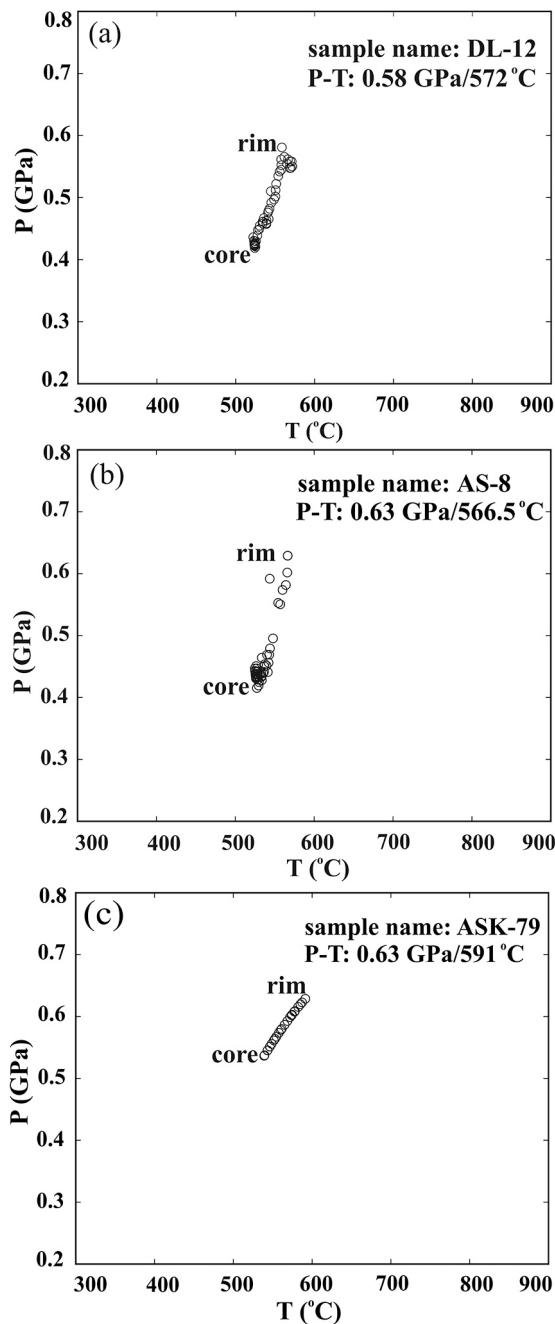 (a)
sample name: DL-12
P-T: 0.58 GPa/572°C
rim
core
P (GPa)
0.8
0.7
0.6
0.5
0.4
0.3
0.2
300 400 500 600 700 800 900
T (°C)
(b)
sample name: AS-8
P-T: 0.63 GPa/566.5°C
rim
core
P (GPa)
0.8
0.7
0.6
0.5
0.4
0.3
0.2
300 400 500 600 700 800 900
T (°C)
(c)
sample name: ASK-79
P-T: 0.63 GPa/591°C
rim
core
P (GPa)
0.8
0.7
0.6
0.5
0.4
0.3
0.2
300 400 500 600 700 800 900
T (°C)